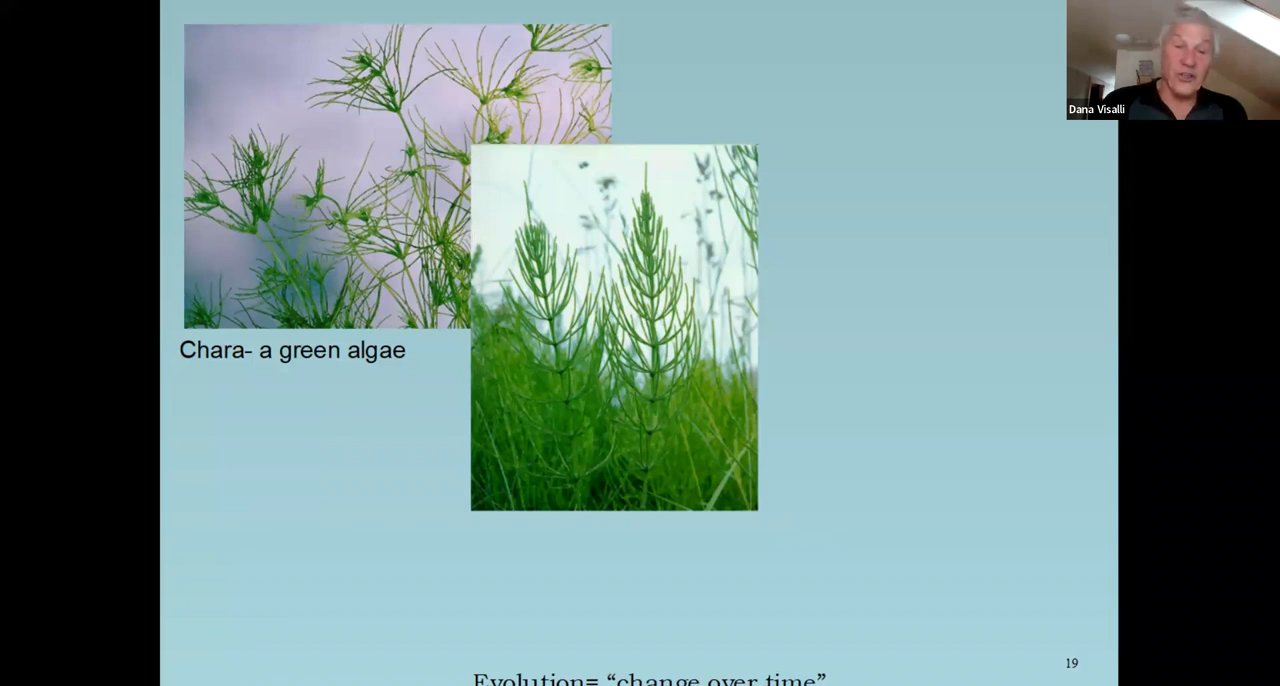 Dana Visalli
Chara- a green algae
19
Evolution= “change over time”